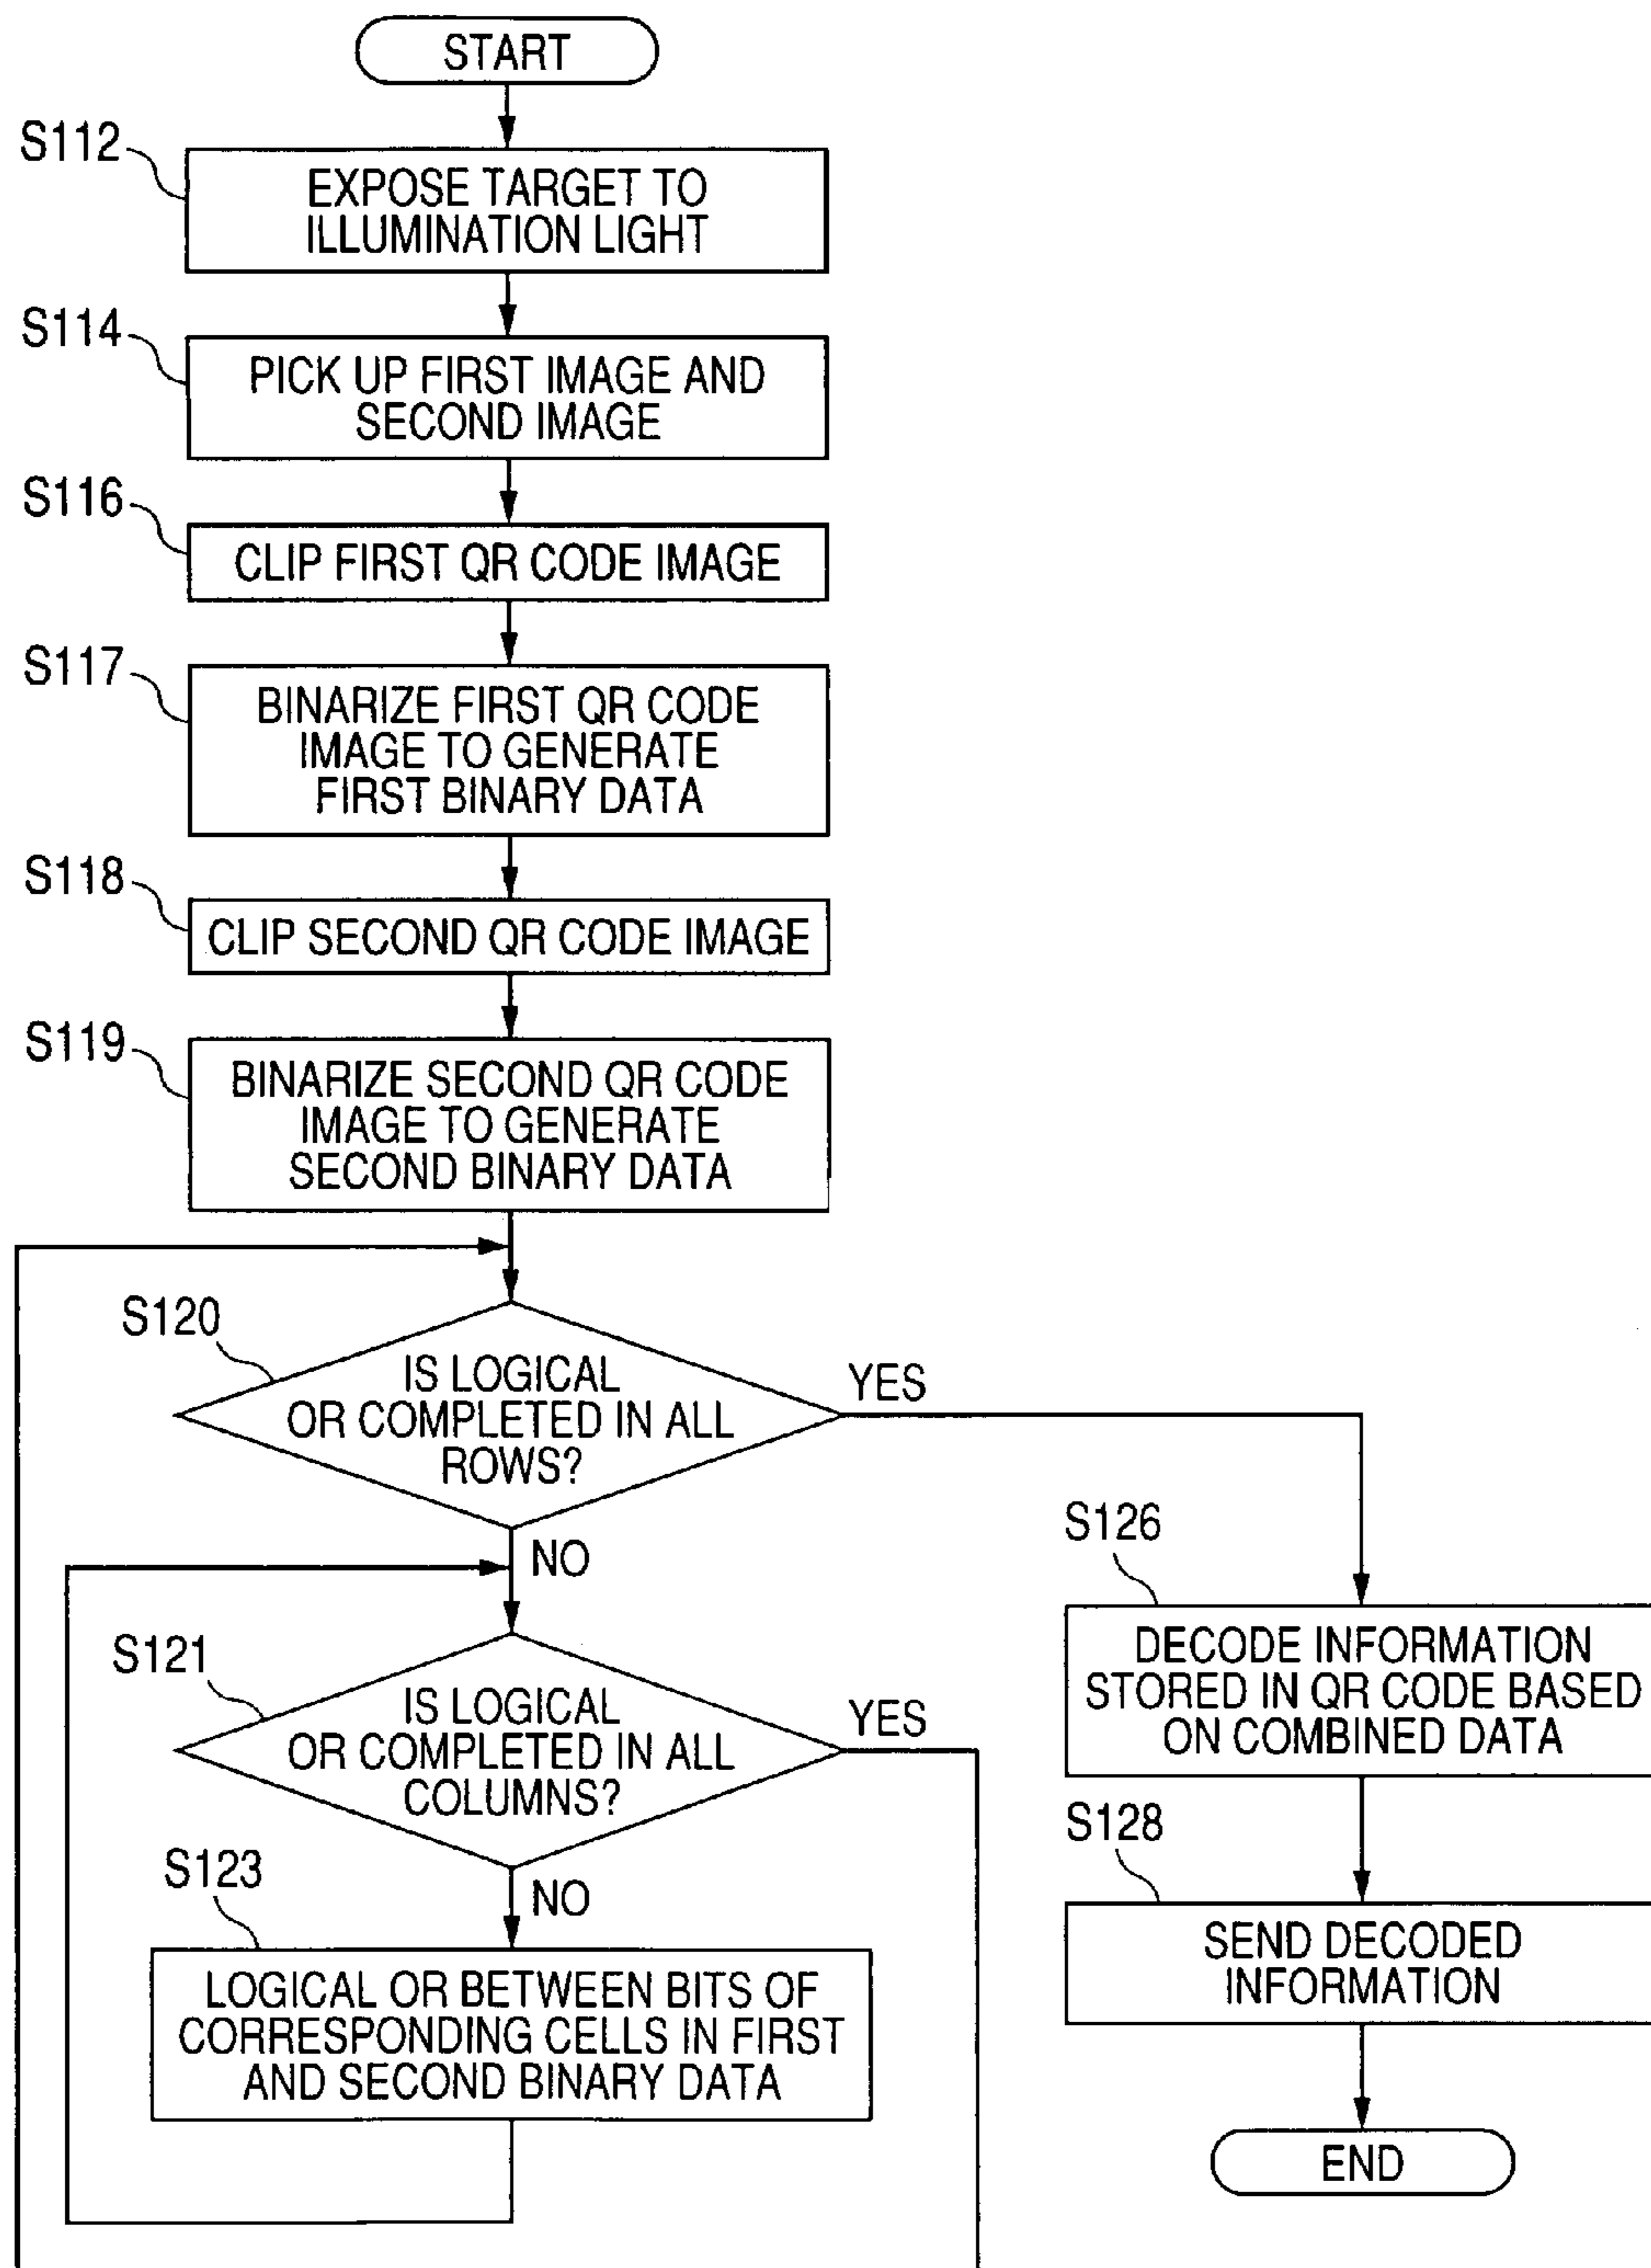 START
S112
EXPOSE TARGET TO
ILLUMINATION LIGHT
S114
PICK UP FIRST IMAGE AND
SECOND IMAGE
S116
CLIP FIRST QR CODE IMAGE
S117
BINARIZE FIRST QR CODE
IMAGE TO GENERATE
FIRST BINARY DATA
S118
CLIP SECOND QR CODE IMAGE
S119
BINARIZE SECOND QR CODE
IMAGE TO GENERATE
SECOND BINARY DATA
S120
IS LOGICAL
OR COMPLETED IN ALL
ROWS?
YES
NO
S121
IS LOGICAL
OR COMPLETED IN ALL
COLUMNS?
YES
NO
S123
LOGICAL OR BETWEEN BITS OF
CORRESPONDING CELLS IN FIRST
AND SECOND BINARY DATA
S126
DECODE INFORMATION
STORED IN QR CODE BASED
ON COMBINED DATA
S128
SEND DECODED
INFORMATION
END